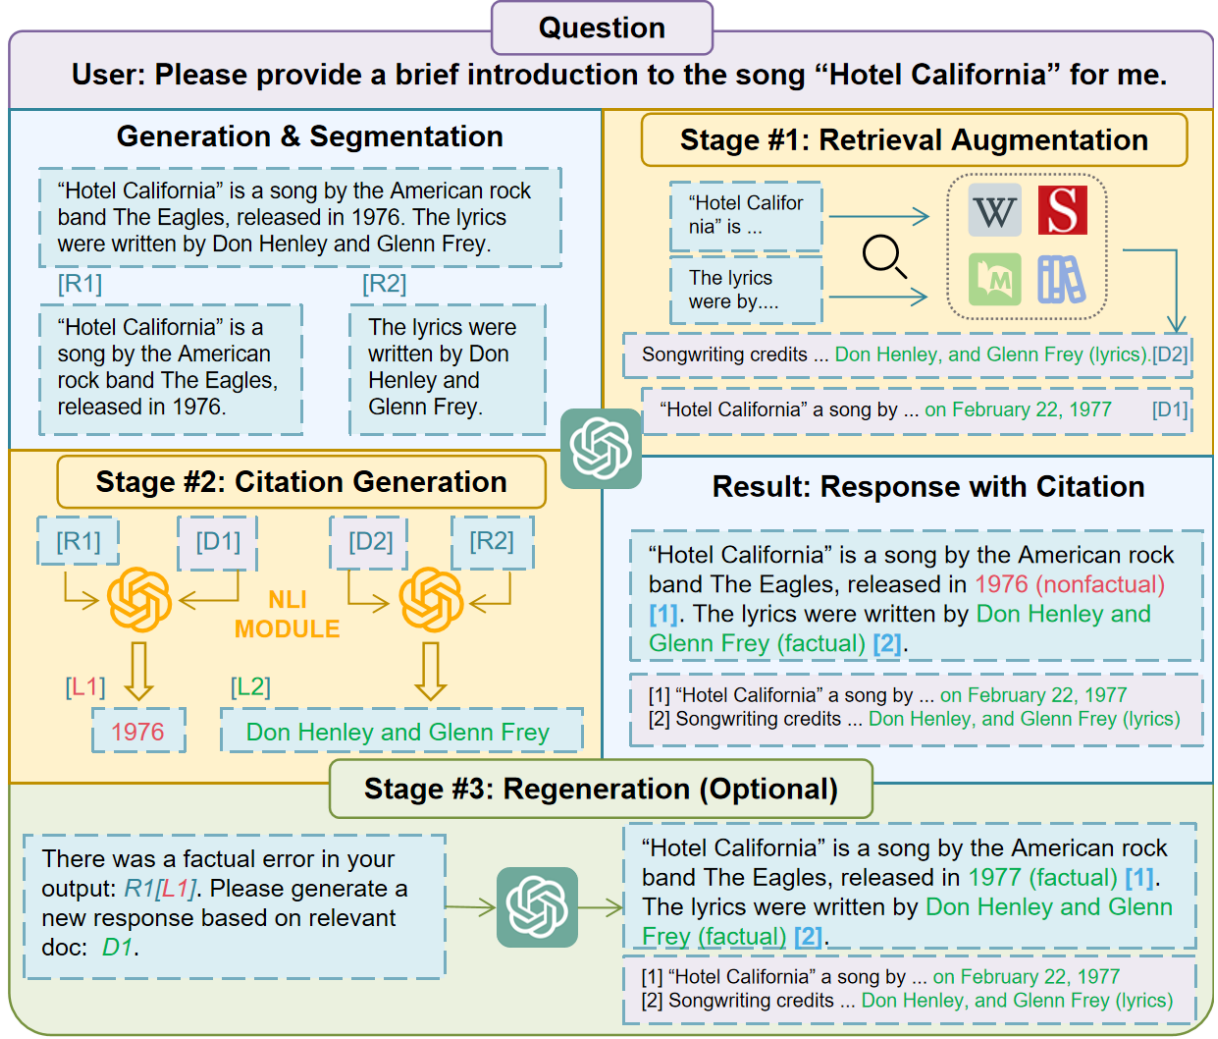 Question
User: Please provide a brief introduction to the song “Hotel California” for me.
Generation & Segmentation
“Hotel California” is a song by the American rock
band The Eagles, released in 1976. The lyrics
were written by Don Henley and Glenn Frey.
[R1]
[R2]
“Hotel California” is a
song by the American
rock band The Eagles,
released in 1976.
The lyrics were
written by Don
Henley and
Glenn Frey.
Stage #1: Retrieval Augmentation
“Hotel Califor
nia” is ...
The lyrics
were by....
W
S
M
Songwriting credits ... Don Henley, and Glenn Frey (lyrics).[D2]
“Hotel California” a song by ... on February 22, 1977 [D1]
Stage #2: Citation Generation
[R1]
[D1]
[D2]
[R2]
NLI
MODULE
[L1]
[L2]
1976
Don Henley and Glenn Frey
Result: Response with Citation
“Hotel California” is a song by the American rock
band The Eagles, released in 1976 (nonfactual)
[1]. The lyrics were written by Don Henley and
Glenn Frey (factual) [2].
[1] “Hotel California” a song by ... on February 22, 1977
[2] Songwriting credits ... Don Henley, and Glenn Frey (lyrics)
Stage #3: Regeneration (Optional)
There was a factual error in your
output: R1[L1]. Please generate a
new response based on relevant
doc: D1.
“Hotel California” is a song by the American rock
band The Eagles, released in 1977 (factual) [1].
The lyrics were written by Don Henley and Glenn
Frey (factual) [2].
[1] “Hotel California” a song by ... on February 22, 1977
[2] Songwriting credits ... Don Henley, and Glenn Frey (lyrics)